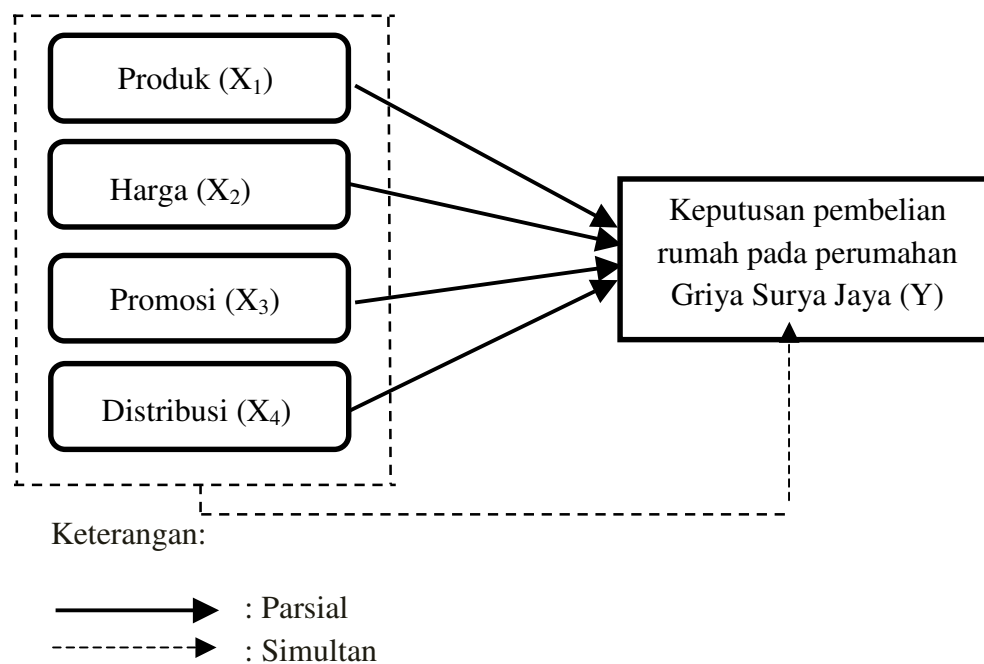 Produk (X₁)
Harga (X₂)
Promosi (X₃)
Distribusi (X₄)
Keputusan pembelian
rumah pada perumahan
Griya Surya Jaya (Y)
Keterangan:
: Parsial
: Simultan